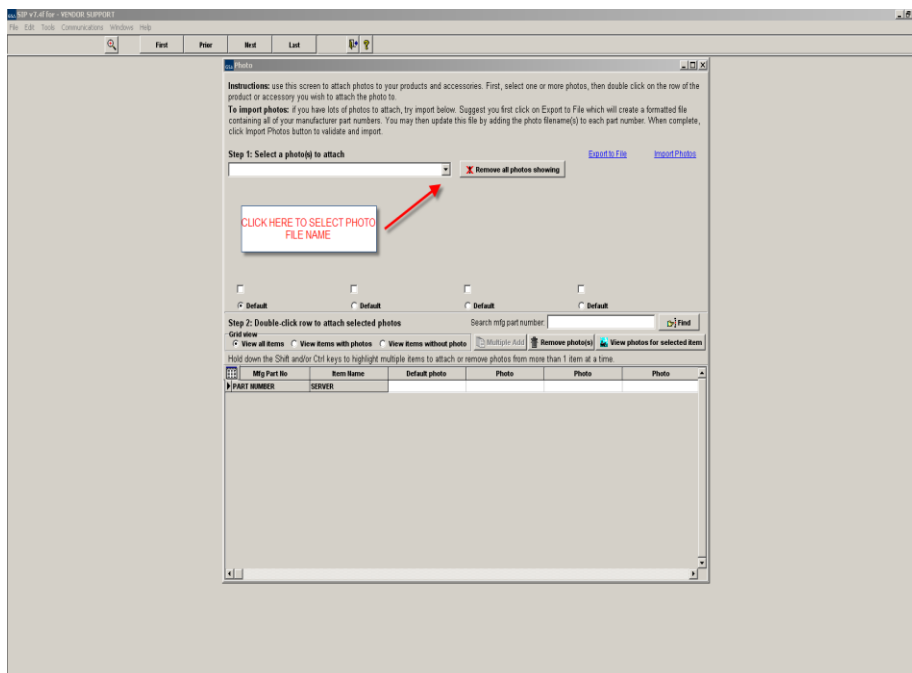 SIP v7.4f for - VENDOR SUPPORT
File Edit Tools Communications Windows Help
First Prior Next Last
Photo
Instructions: use this screen to attach photos to your products and accessories. First, select one or more photos, then double click on the row of the
product or accessory you wish to attach the photo to.
To import photos: if you have lots of photos to attach, try import below. Suggest you first click on Export to File which will create a formatted file
containing all of your manufacturer part numbers. You may then update this file by adding the photo filename(s) to each part number. When complete,
click Import Photos button to validate and import.
Step 1: Select a photo(s) to attach
Export to File Import Photos
Remove all photos showing
CLICK HERE TO SELECT PHOTO
FILE NAME
Default Default Default Default
Step 2: Double-click row to attach selected photos Search mfg part number: Find
Grid view
View all items View items with photos View items without photo Multiple Add Remove photo(s) View photos for selected item
Hold down the Shift and/or Ctrl keys to highlight multiple items to attach or remove photos from more than 1 item at a time.
Mfg Part No Item Name Default photo Photo Photo Photo
PART NUMBER SERVER